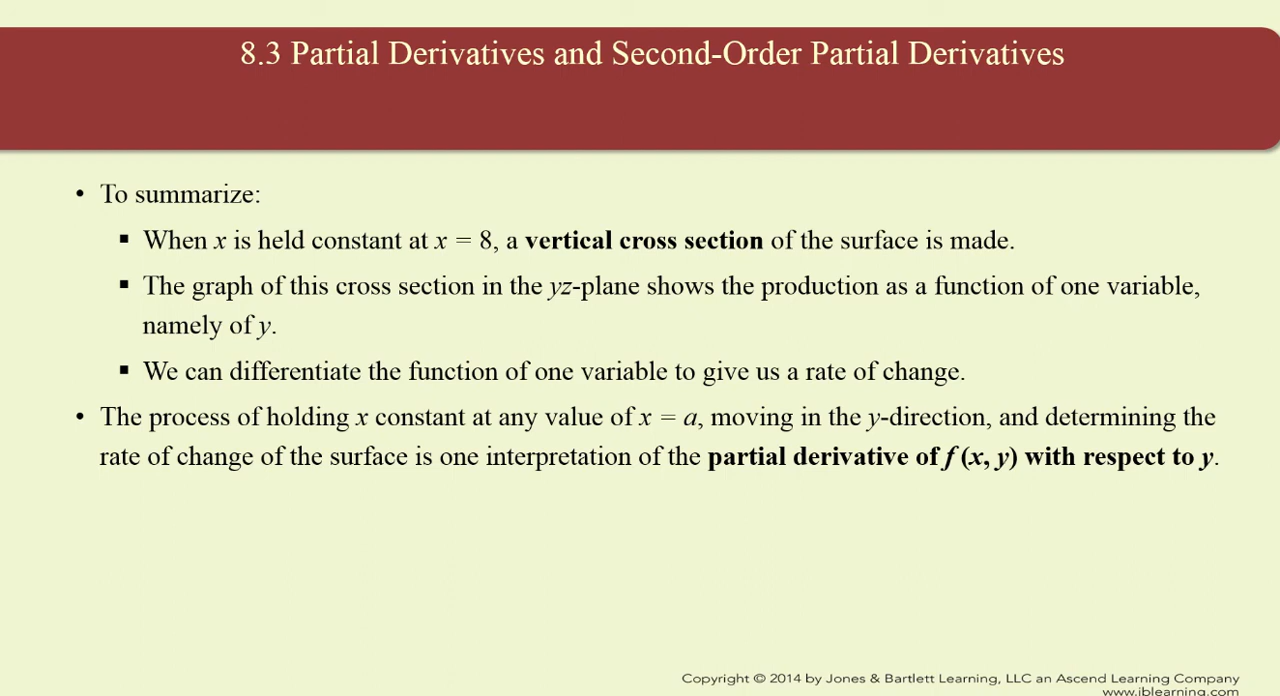 8.3 Partial Derivatives and Second-Order Partial Derivatives
• To summarize:
▪ When x is held constant at x = 8, a vertical cross section of the surface is made.
▪ The graph of this cross section in the yz-plane shows the production as a function of one variable,
namely of y.
▪ We can differentiate the function of one variable to give us a rate of change.
• The process of holding x constant at any value of x = a, moving in the y-direction, and determining the
rate of change of the surface is one interpretation of the partial derivative of f (x, y) with respect to y.
Copyright © 2014 by Jones & Bartlett Learning, LLC an Ascend Learning Company
www.jblearning.com